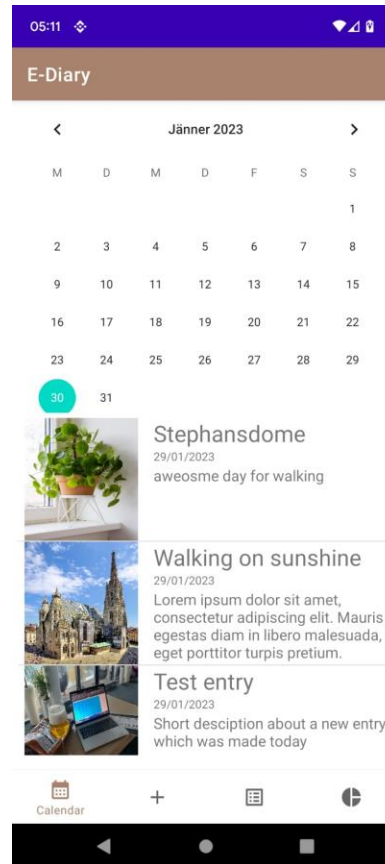 05:11
E-Diary
Jänner 2023
M D M D F S S
1
2 3 4 5 6 7 8
9 10 11 12 13 14 15
16 17 18 19 20 21 22
23 24 25 26 27 28 29
30 31
Stephansdome
29/01/2023
aweosme day for walking
Walking on sunshine
29/01/2023
Lorem ipsum dolor sit amet,
consectetur adipiscing elit. Mauris
egestas diam in libero malesuada,
eget porttitor turpis pretium.
Test entry
29/01/2023
Short desciption about a new entry
which was made today
Calendar